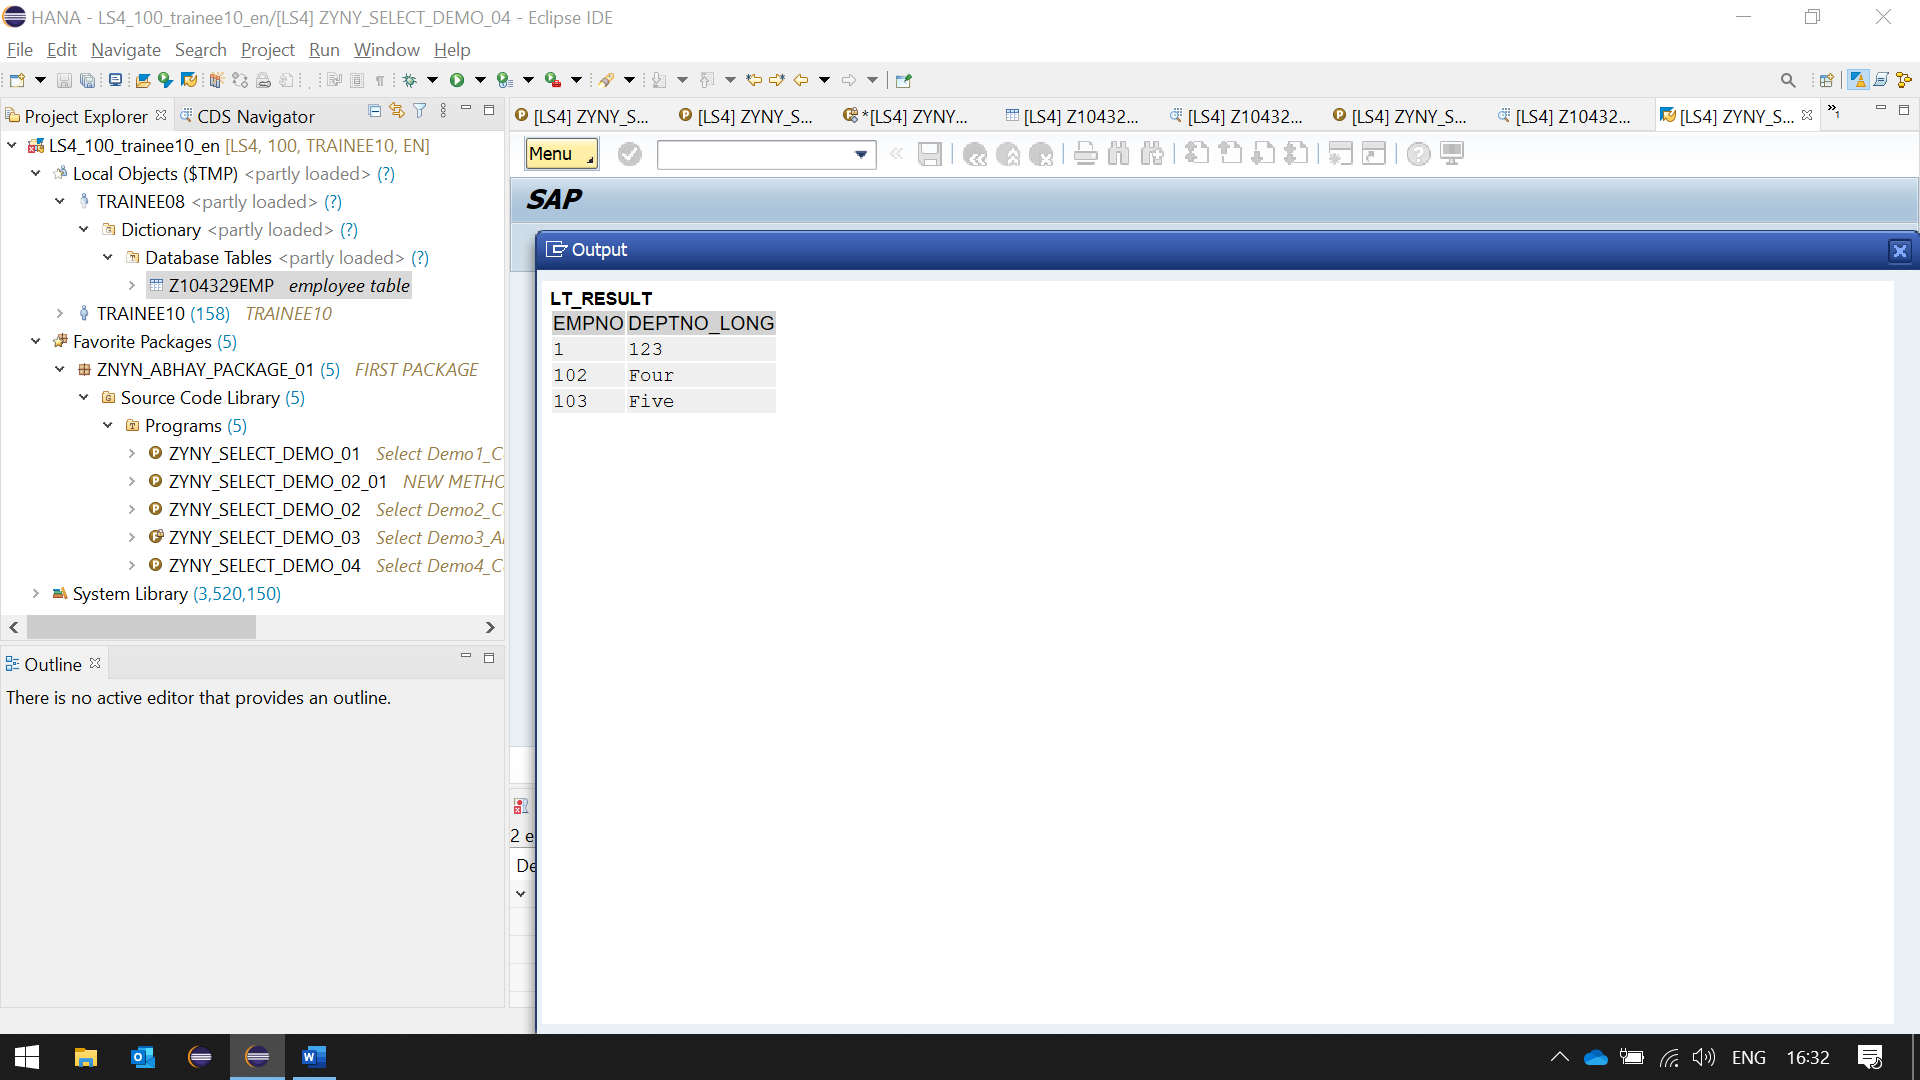 HANA - LS4_100_trainee10_en/[LS4] ZYNY_SELECT_DEMO_04 - Eclipse IDE
File Edit Navigate Search Project Run Window Help
Project Explorer CDS Navigator
[LS4] ZYNY_S... [LS4] ZYNY_S... *[LS4] ZYNY... [LS4] Z10432... [LS4] Z10432... [LS4] ZYNY_S... [LS4] Z10432... [LS4] ZYNY_S... »1
LS4_100_trainee10_en [LS4, 100, TRAINEE10, EN]
Local Objects ($TMP) <partly loaded> (?)
TRAINEE08 <partly loaded> (?)
Dictionary <partly loaded> (?)
Database Tables <partly loaded> (?)
Z104329EMP employee table
TRAINEE10 (158) TRAINEE10
Favorite Packages (5)
ZNYN_ABHAY_PACKAGE_01 (5) FIRST PACKAGE
Source Code Library (5)
Programs (5)
ZYNY_SELECT_DEMO_01 Select Demo1_C
ZYNY_SELECT_DEMO_02_01 NEW METHO
ZYNY_SELECT_DEMO_02 Select Demo2_C
ZYNY_SELECT_DEMO_03 Select Demo3_A
ZYNY_SELECT_DEMO_04 Select Demo4_C
System Library (3,520,150)
Outline
There is no active editor that provides an outline.
Menu
SAP
Output
LT_RESULT
EMPNO DEPTNO_LONG
1 123
102 Four
103 Five
2 e
De
ENG 16:32